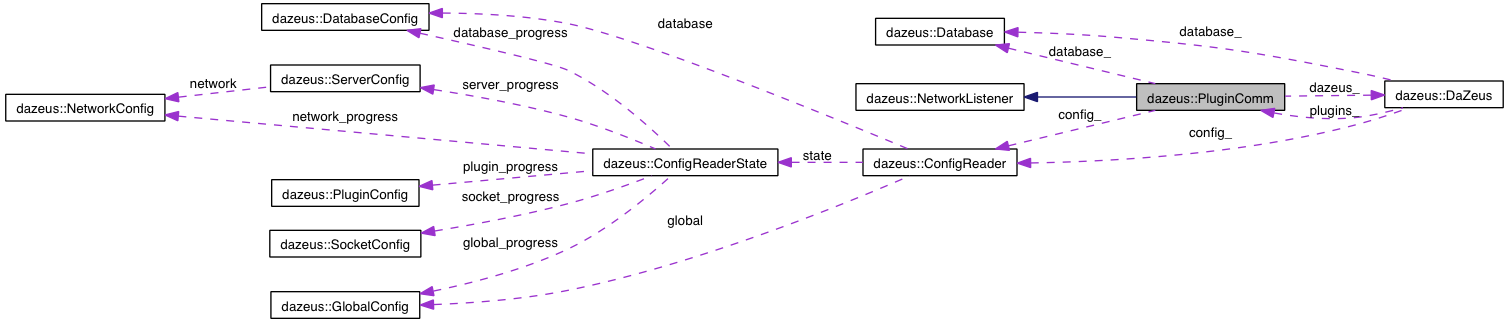 dazeus::DatabaseConfig
database
database_progress
dazeus::Database
database_
database_
dazeus::ServerConfig
network
server_progress
dazeus::NetworkConfig
network_progress
dazeus::NetworkListener
dazeus::PluginComm
dazeus_
dazeus::DaZeus
plugins_
config_
config_
dazeus::ConfigReaderState
state
dazeus::ConfigReader
plugin_progress
dazeus::PluginConfig
socket_progress
global
dazeus::SocketConfig
global_progress
dazeus::GlobalConfig